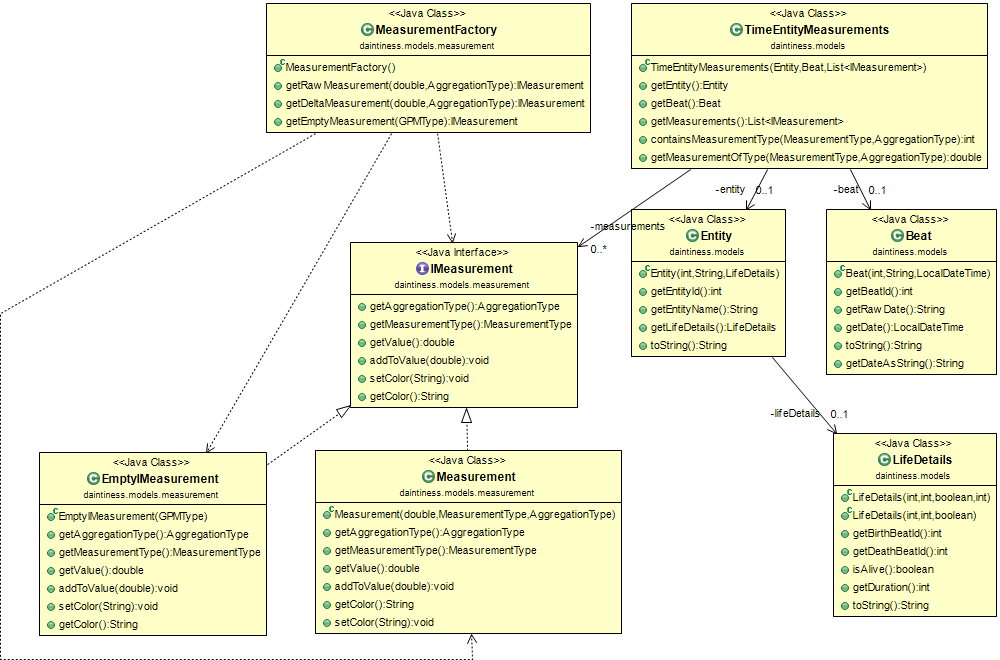 <<Java Class>>
MeasurementFactory
daintiness.models.measurement
MeasurementFactory()
getRawMeasurement(double,AggregationType):IMeasurement
getDeltaMeasurement(double,AggregationType):IMeasurement
getEmptyMeasurement(GPMType):IMeasurement
<<Java Class>>
TimeEntityMeasurements
daintiness.models
TimeEntityMeasurements(Entity,Beat,List<IMeasurement>)
getEntity():Entity
getBeat():Beat
getMeasurements():List<IMeasurement>
containsMeasurementType(MeasurementType,AggregationType):int
getMeasurementOfType(MeasurementType,AggregationType):double
-entity 0..1
-beat 0..1
-measurements
0..*
<<Java Interface>>
IMeasurement
daintiness.models.measurement
getAggregationType():AggregationType
getMeasurementType():MeasurementType
getValue():double
addToValue(double):void
setColor(String):void
getColor():String
<<Java Class>>
Entity
daintiness.models
Entity(int,String,LifeDetails)
getEntityId():int
getEntityName():String
getLifeDetails():LifeDetails
toString():String
<<Java Class>>
Beat
daintiness.models
Beat(int,String,LocalDateTime)
getBeatId():int
getRawDate():String
getDate():LocalDateTime
toString():String
getDateAsString():String
-lifeDetails 0..1
<<Java Class>>
EmptyIMeasurement
daintiness.models.measurement
EmptyIMeasurement(GPMType)
getAggregationType():AggregationType
getMeasurementType():MeasurementType
getValue():double
addToValue(double):void
setColor(String):void
getColor():String
<<Java Class>>
Measurement
daintiness.models.measurement
Measurement(double,MeasurementType,AggregationType)
getAggregationType():AggregationType
getMeasurementType():MeasurementType
getValue():double
addToValue(double):void
getColor():String
setColor(String):void
<<Java Class>>
LifeDetails
daintiness.models
LifeDetails(int,int,boolean,int)
LifeDetails(int,int,boolean)
getBirthBeatId():int
getDeathBeatId():int
isAlive():boolean
getDuration():int
toString():String